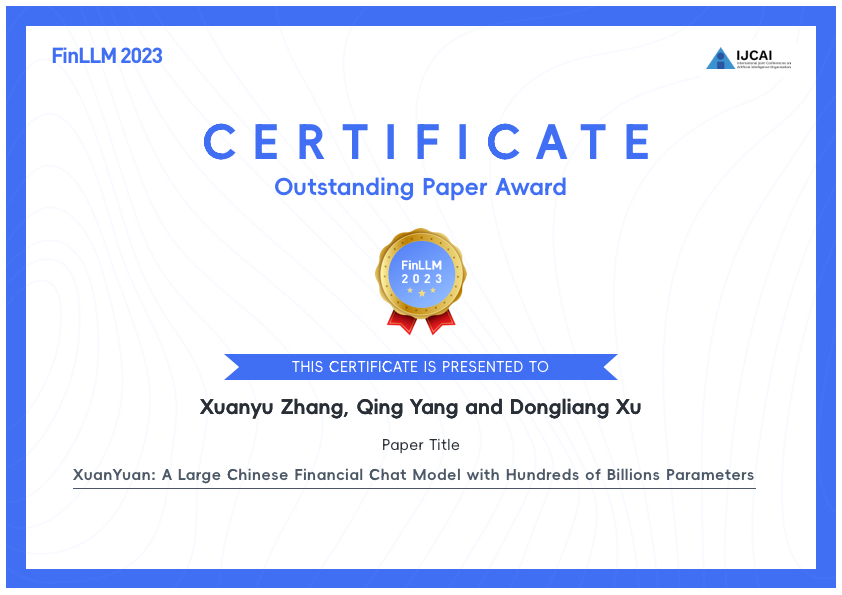 FinLLM 2023
IJCAI
International Joint Conferences on
Artificial Intelligence Organization
CERTIFICATE
Outstanding Paper Award
FinLLM
2023
THIS CERTIFICATE IS PRESENTED TO
Xuanyu Zhang, Qing Yang and Dongliang Xu
Paper Title
XuanYuan: A Large Chinese Financial Chat Model with Hundreds of Billions Parameters